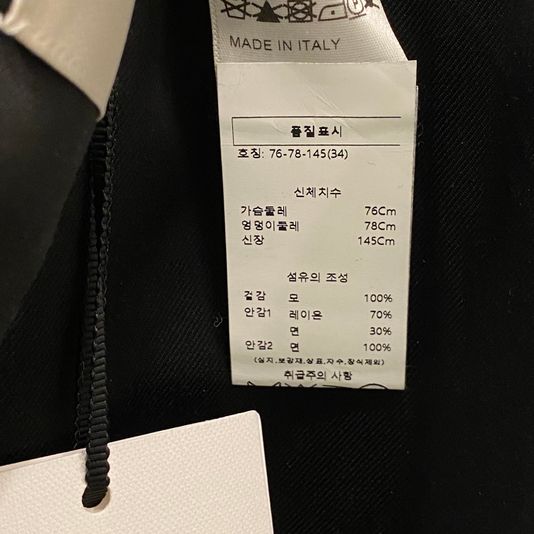 MADE IN ITALY
품질표시
호칭: 76-78-145(34)
신체치수
가슴둘레 76Cm
엉덩이둘레 78Cm
신장 145Cm
섬유의 조성
겉감 모 100%
안감1 레이온 70%
면 30%
안감2 면 100%
(심지,보강재,상표,자수,장식제외)
취급주의 사항